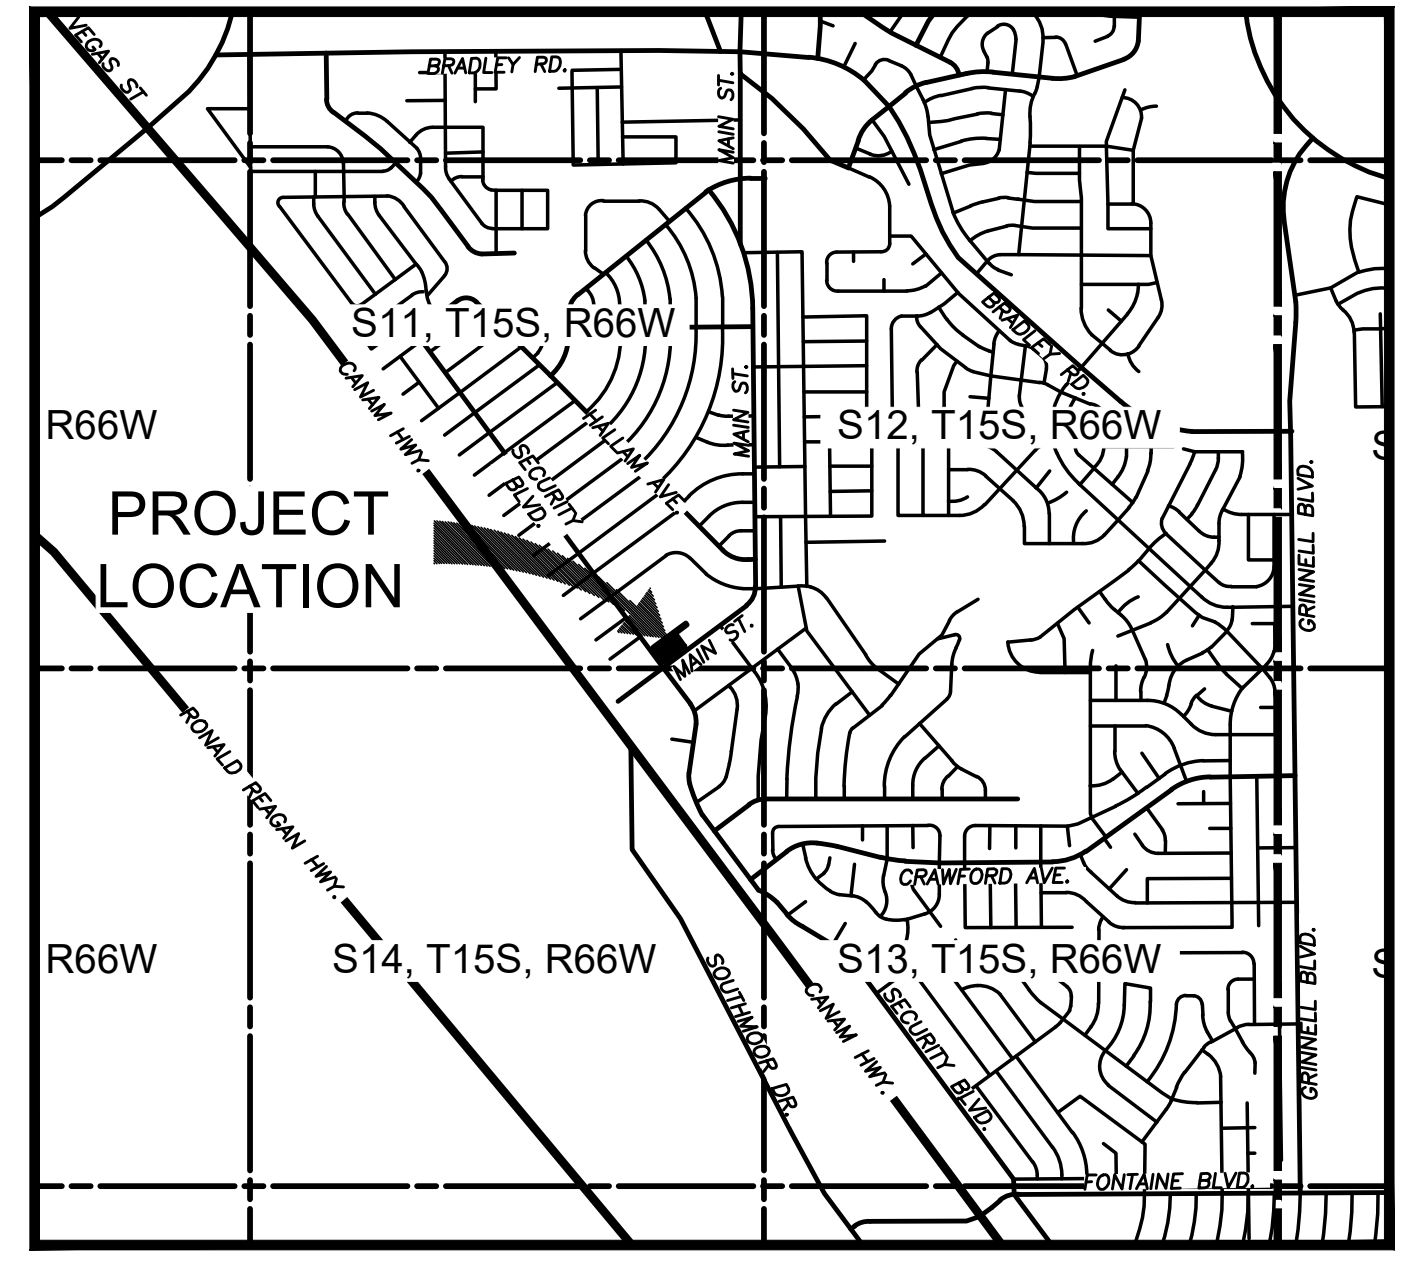 VEGAS ST
BRADLEY RD.
MAIN ST.
S11, T15S, R66W
BRADLEY RD.
CANAM HWY.
MAIN ST.
R66W
HALLAM AVE.
S12, T15S, R66W
S
SECURITY
BLVD.
PROJECT
LOCATION
GRINNELL BLVD.
MAIN ST.
RONALD REAGAN HWY.
CRAWFORD AVE.
R66W
S14, T15S, R66W
S13, T15S, R66W
S
SOUTHMOOR DR.
CANAM HWY.
SECURITY BLVD.
GRINNELL BLVD.
FONTAINE BLVD.